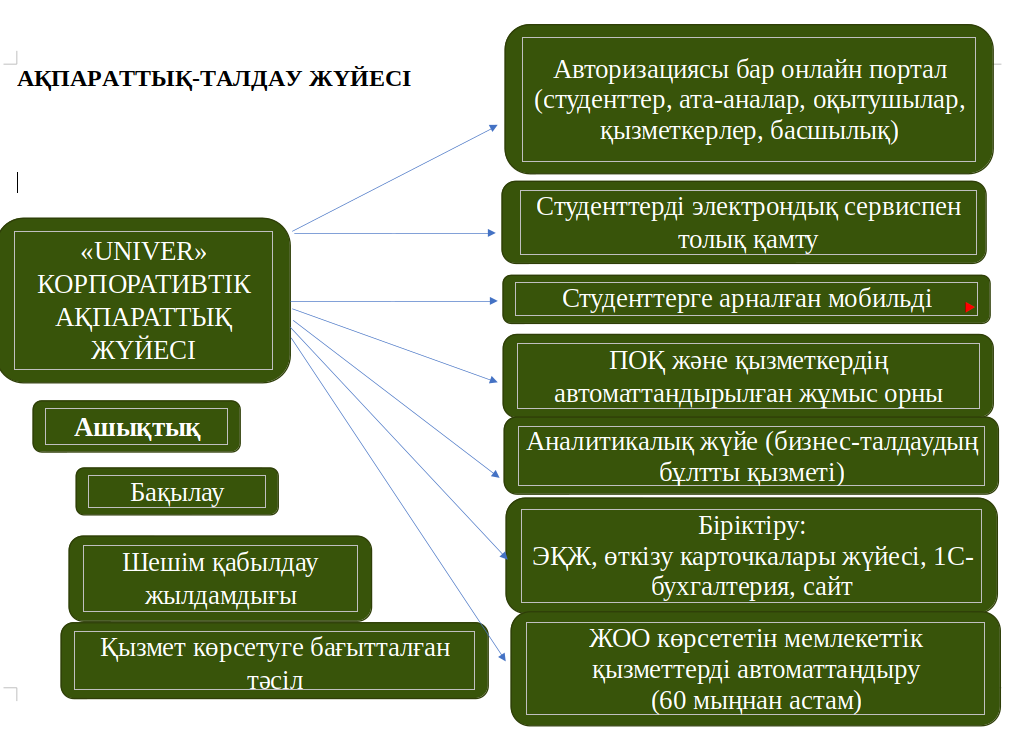 АҚПАРАТТЫҚ-ТАЛДАУ ЖҮЙЕСІ
«UNIVER»
КОРПОРАТИВТІК
АҚПАРАТТЫҚ
ЖҮЙЕСІ
Ашықтық
Бақылау
Шешім қабылдау
жылдамдығы
Қызмет көрсетуге бағытталған
тәсіл
Авторизациясы бар онлайн портал
(студенттер, ата-аналар, оқытушылар,
қызметкерлер, басшылық)
Студенттерді электрондық сервиспен
толық қамту
Студенттерге арналған мобильді
ПОҚ және қызметкердің
автоматтандырылған жұмыс орны
Аналитикалық жүйе (бизнес-талдаудың
бұлтты қызметі)
Біріктіру:
ЭҚЖ, өткізу карточкалары жүйесі, 1С-
бухгалтерия, сайт
ЖОО көрсететін мемлекеттік
қызметтерді автоматтандыру
(60 мыңнан астам)